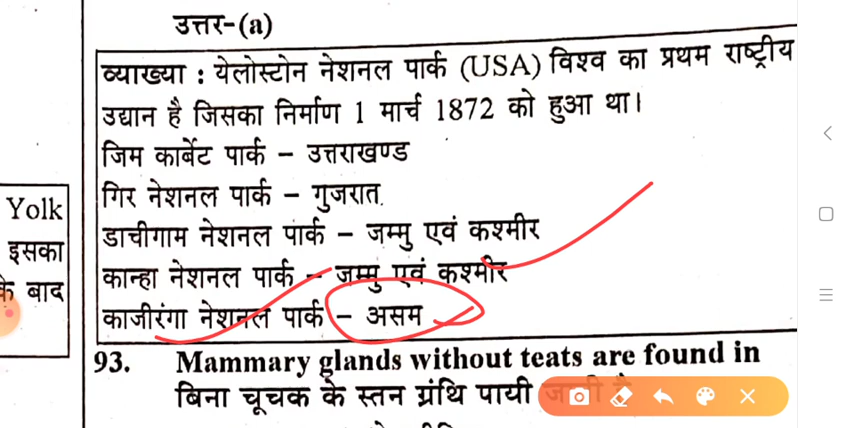 उत्तर-(a)
व्याख्या : येलोस्टोन नेशनल पार्क (USA) विश्व का प्रथम राष्ट्रीय
उद्यान है जिसका निर्माण 1 मार्च 1872 को हुआ था।
जिम कार्बेट पार्क – उत्तराखण्ड
गिर नेशनल पार्क – गुजरात
डाचीगाम नेशनल पार्क – जम्मु एवं कश्मीर
कान्हा नेशनल पार्क – जम्मु एवं कश्मीर
काजीरंगा नेशनल पार्क – असम
Yolk
इसका
के बाद
93. Mammary glands without teats are found in
बिना चूचक के स्तन ग्रंथि पायी